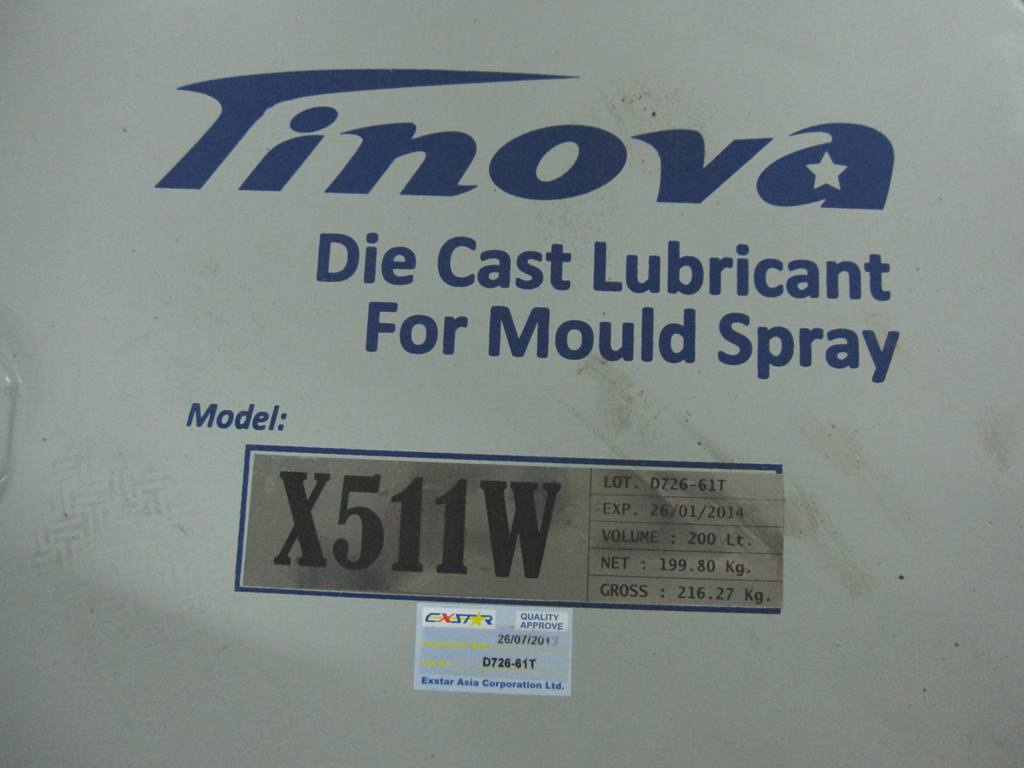 Tinova
Die Cast Lubricant
For Mould Spray
Model:
X511W
LOT. D726-61T
EXP. 26/01/2014
VOLUME : 200 Lt.
NET : 199.80 Kg.
GROSS : 216.27 Kg.
EXSTAR
QUALITY
APPROVE
26/07/2013
D726-61T
Exstar Asia Corporation Ltd.